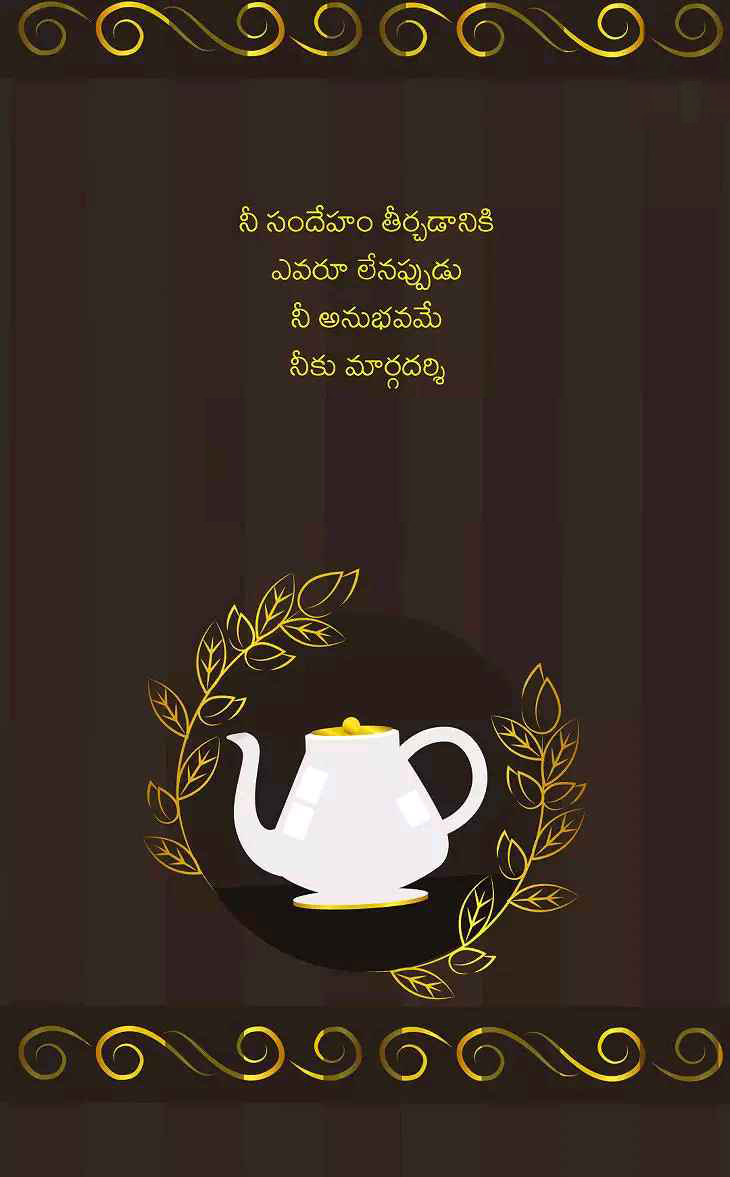 నీ సందేహం తీర్చడానికి
ఎవరూ లేనప్పుడు
నీ అనుభవమే
నీకు మార్గదర్శి